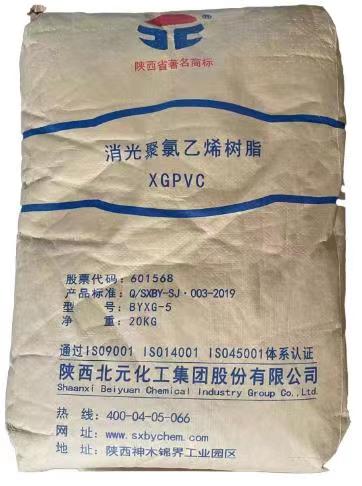 陕西省著名商标
消光聚氯乙烯树脂
XGPVC
股票代码：601568
产品标准：Q/SXBY-SJ·003-2019
型 号：BYXG-5
净 重：20KG
通过ISO9001 ISO14001 ISO45001体系认证
陕西北元化工集团股份有限公司
Shaanxi Beiyuan Chemical Industry Group Co.,Ltd.
热 线：400-04-05-066
网 址：www.sxbychem.com
地 址：陕西神木锦界工业园区